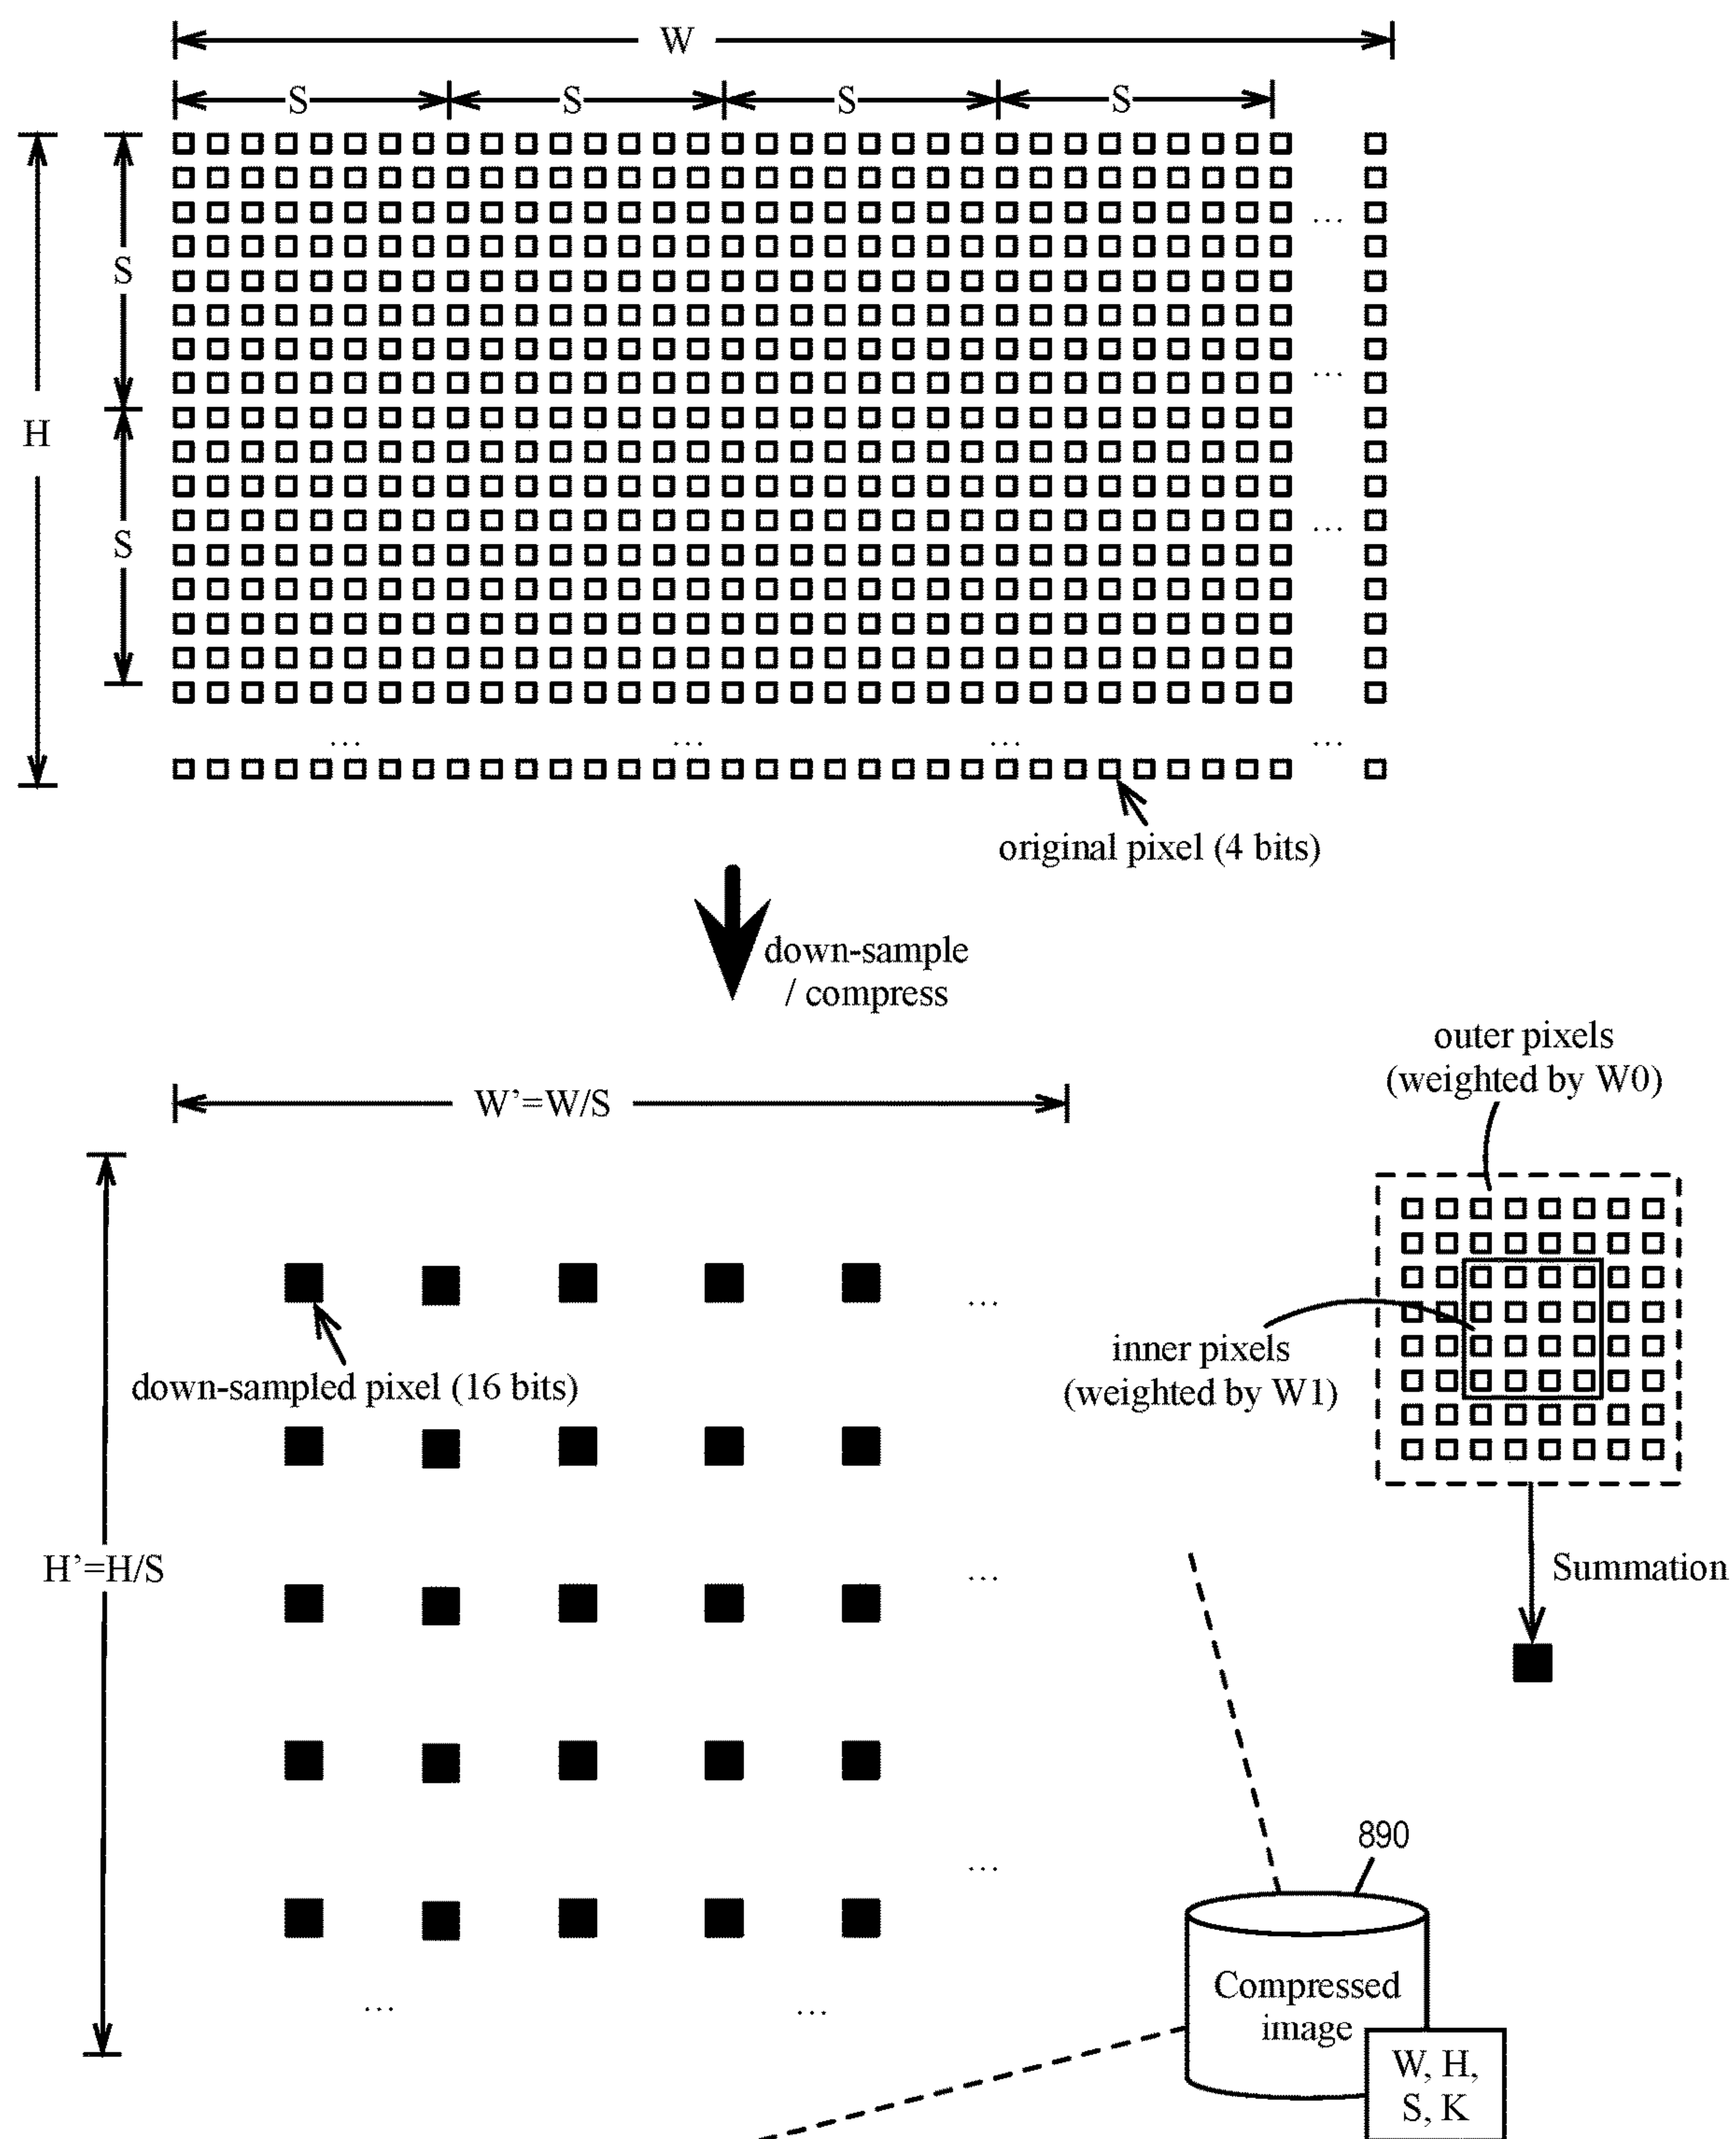 W
S S S S
S
H
S
...
...
...
... ... ... ...
original pixel (4 bits)
down-sample
/ compress
outer pixels
(weighted by W0)
W’=W/S
...
inner pixels
(weighted by W1)
down-sampled pixel (16 bits)
H’=H/S
...
Summation
890
...
Compressed
image
... ...
W, H,
S, K